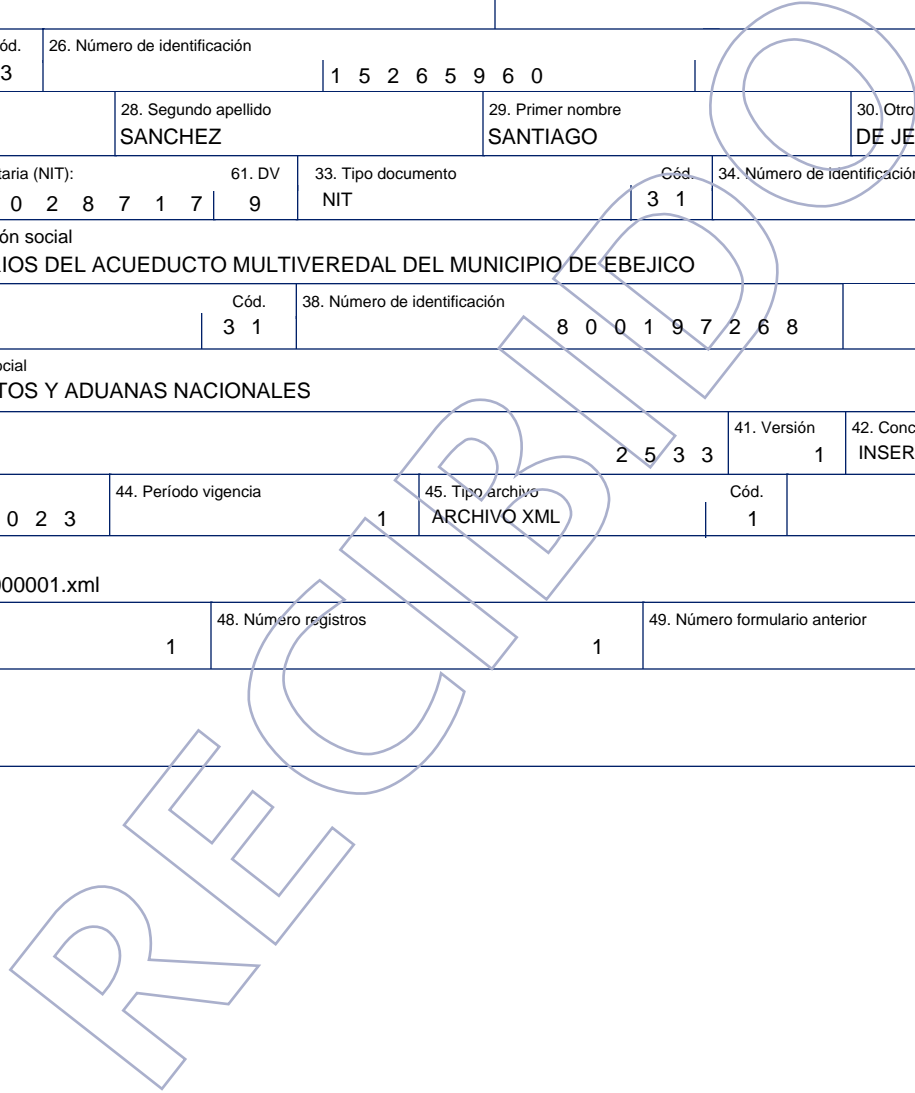 ód. 26. Número de identificación
3 1 5 2 6 5 9 6 0
28. Segundo apellido 29. Primer nombre 30. Otro
SANCHEZ SANTIAGO DE JE
taria (NIT): 61. DV 33. Tipo documento Cód. 34. Número de identificación
0 2 8 7 1 7 9 NIT 3 1
ón social
IOS DEL ACUEDUCTO MULTIVEREDAL DEL MUNICIPIO DE EBEJICO
Cód. 38. Número de identificación
3 1 8 0 0 1 9 7 2 6 8
ocial
TOS Y ADUANAS NACIONALES
41. Versión 42. Conc
2 5 3 3 1 INSER
44. Período vigencia 45. Tipo archivo Cód.
0 2 3 1 ARCHIVO XML 1
000001.xml
48. Número registros 49. Número formulario anterior
1 1
RECIBIDO